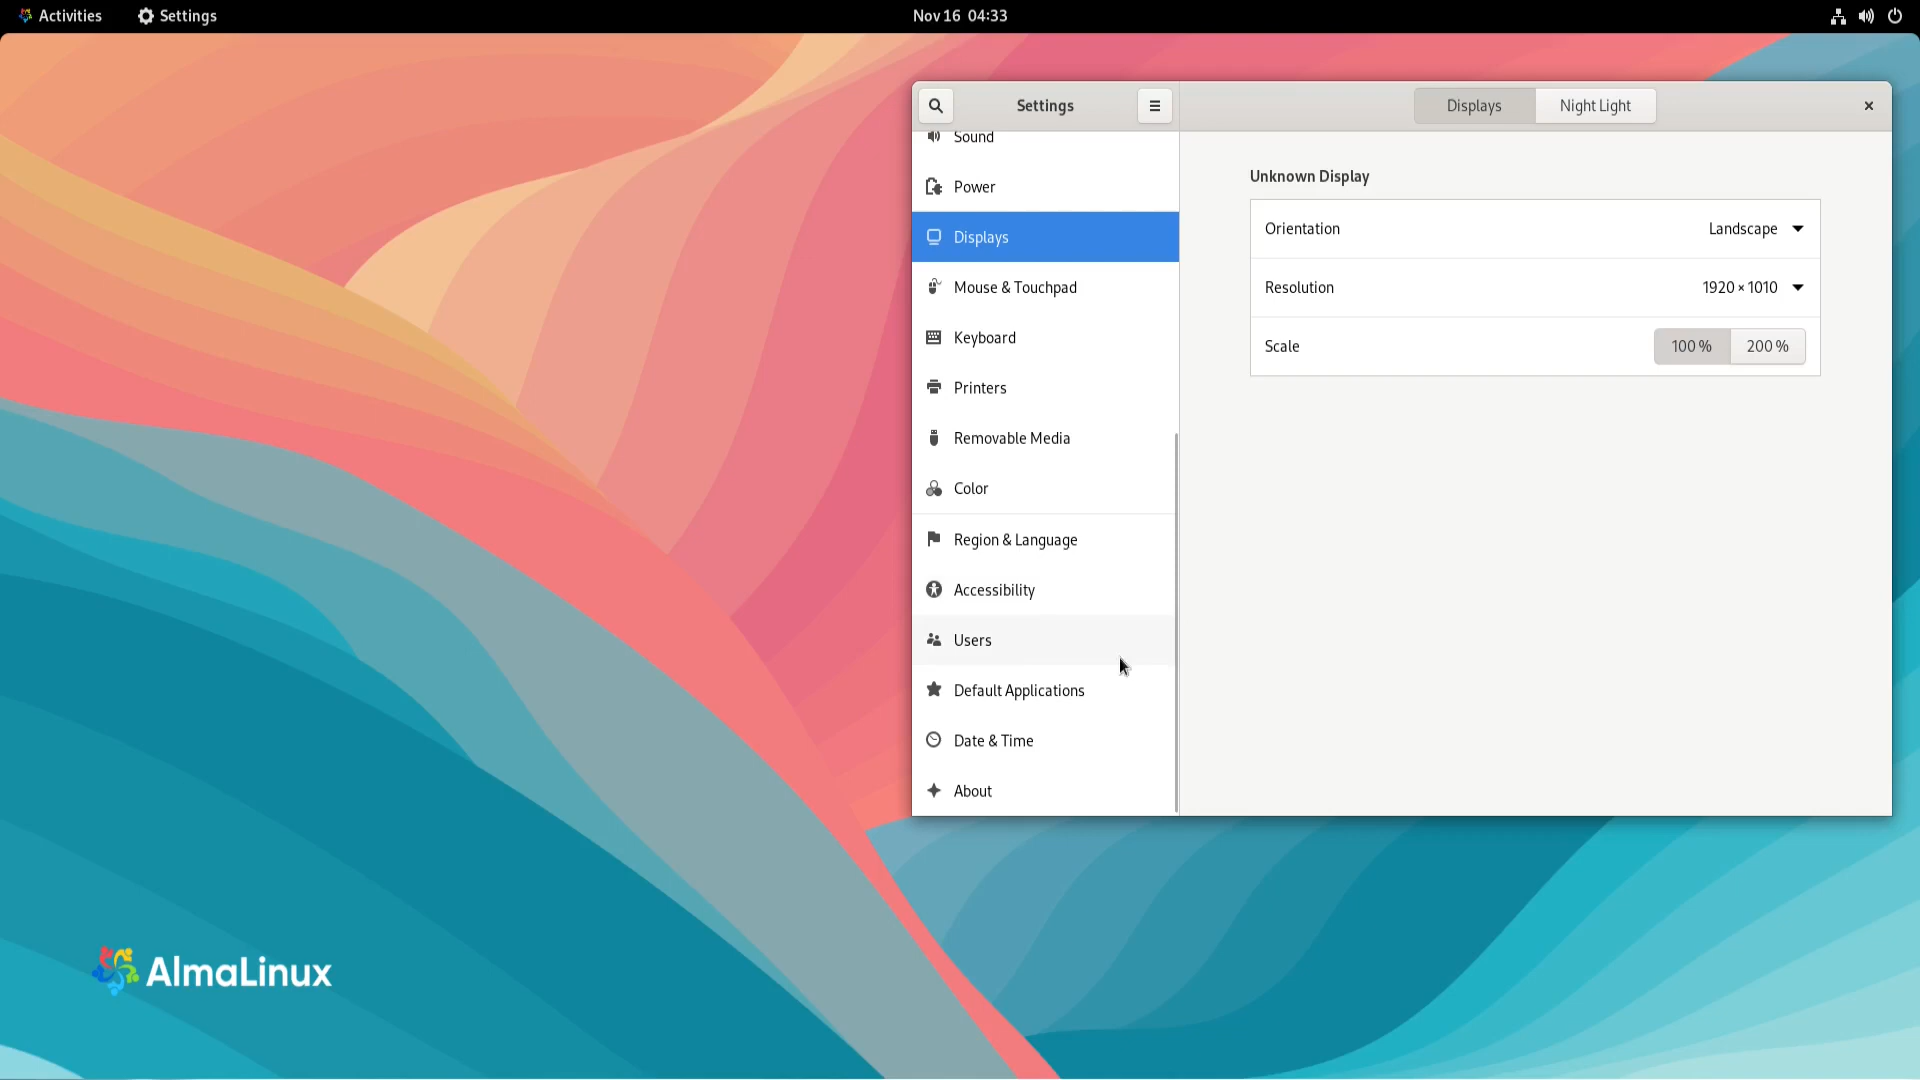 Activities
Settings
Nov 16 04:33
Settings
Displays
Night Light
Sound
Power
Displays
Mouse & Touchpad
Keyboard
Printers
Removable Media
Color
Region & Language
Accessibility
Users
Default Applications
Date & Time
About
Unknown Display
Orientation Landscape
Resolution 1920 × 1010
Scale 100 % 200 %
AlmaLinux